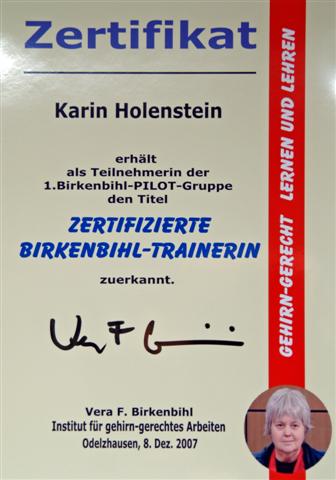 Zertifikat
Karin Holenstein
erhält
als Teilnehmerin der
1.Birkenbihl-PILOT-Gruppe
den Titel
ZERTIFIZIERTE
BIRKENBIHL-TRAINERIN
zuerkannt.
Vera F. Birkenbihl
Institut für gehirn-gerechtes Arbeiten
Odelzhausen, 8. Dez. 2007
GEHIRN-GERECHT LERNEN UND LEHREN